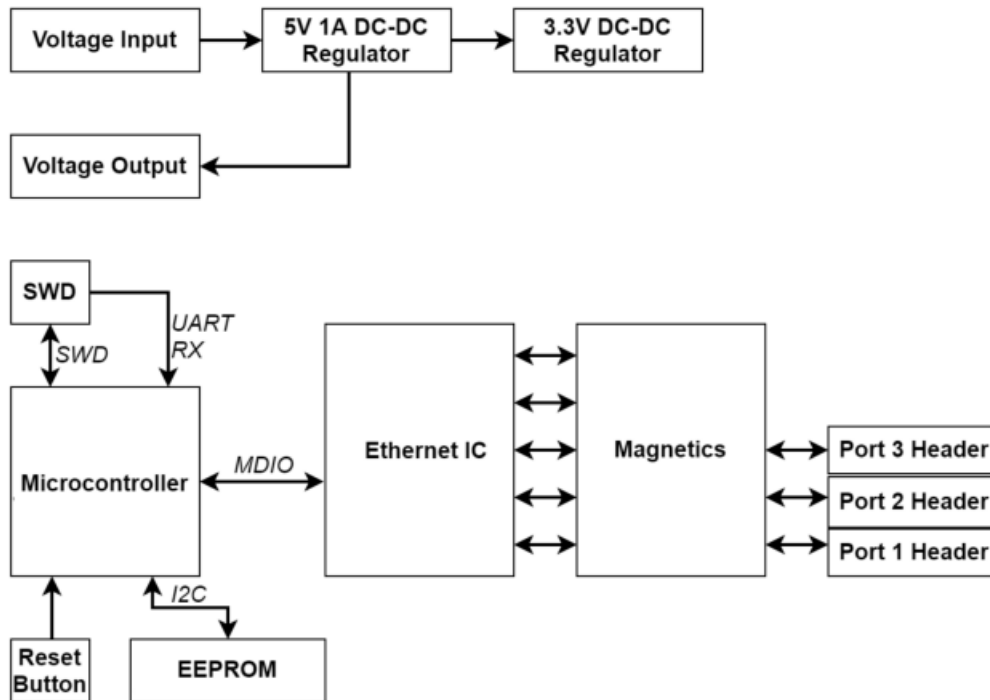 Voltage Input
5V 1A DC-DC
Regulator
3.3V DC-DC
Regulator
Voltage Output
SWD
UART
RX
SWD
Microcontroller
MDIO
Ethernet IC
Magnetics
Port 3 Header
Port 2 Header
Port 1 Header
I2C
Reset
Button
EEPROM